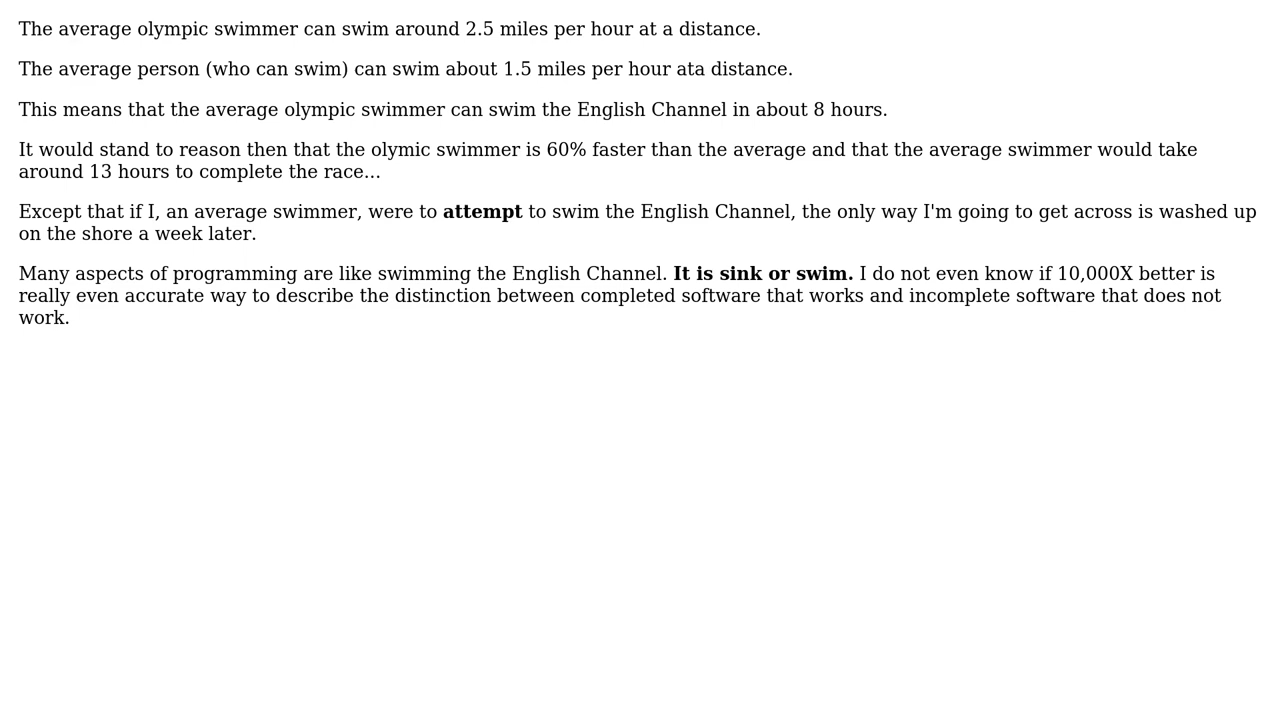 The average olympic swimmer can swim around 2.5 miles per hour at a distance.
The average person (who can swim) can swim about 1.5 miles per hour ata distance.
This means that the average olympic swimmer can swim the English Channel in about 8 hours.
It would stand to reason then that the olymic swimmer is 60% faster than the average and that the average swimmer would take
around 13 hours to complete the race...
Except that if I, an average swimmer, were to attempt to swim the English Channel, the only way I'm going to get across is washed up
on the shore a week later.
Many aspects of programming are like swimming the English Channel. It is sink or swim. I do not even know if 10,000X better is
really even accurate way to describe the distinction between completed software that works and incomplete software that does not
work.